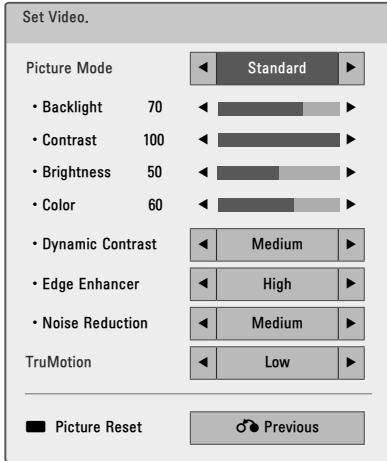 Set Video.
Picture Mode Standard
• Backlight 70
• Contrast 100
• Brightness 50
• Color 60
• Dynamic Contrast Medium
• Edge Enhancer High
• Noise Reduction Medium
TruMotion Low
Picture Reset Previous